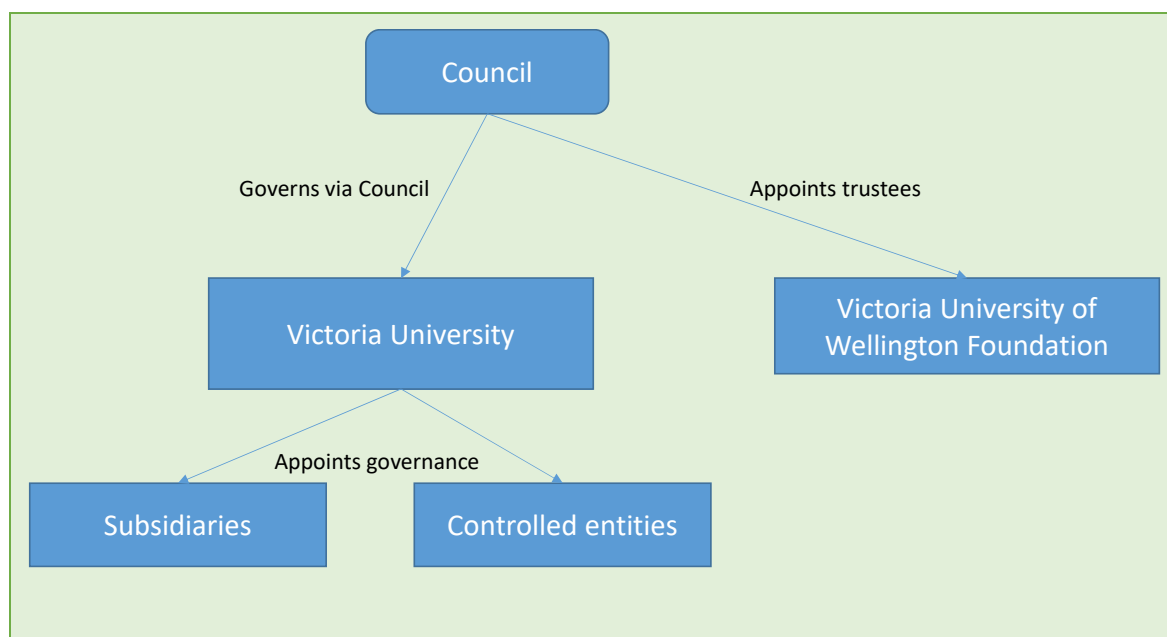 Council
Governs via Council
Appoints trustees
Victoria University
Victoria University of
Wellington Foundation
Appoints governance
Subsidiaries
Controlled entities